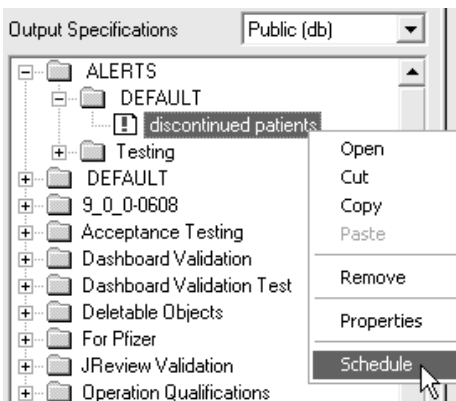 Output Specifications Public (db)
ALERTS
DEFAULT
discontinued patients
Testing
DEFAULT
9_0_0-0608
Acceptance Testing
Dashboard Validation
Dashboard Validation Test
Deletable Objects
For Pfizer
JReview Validation
Operation Qualifications
Open
Cut
Copy
Paste
Remove
Properties
Schedule